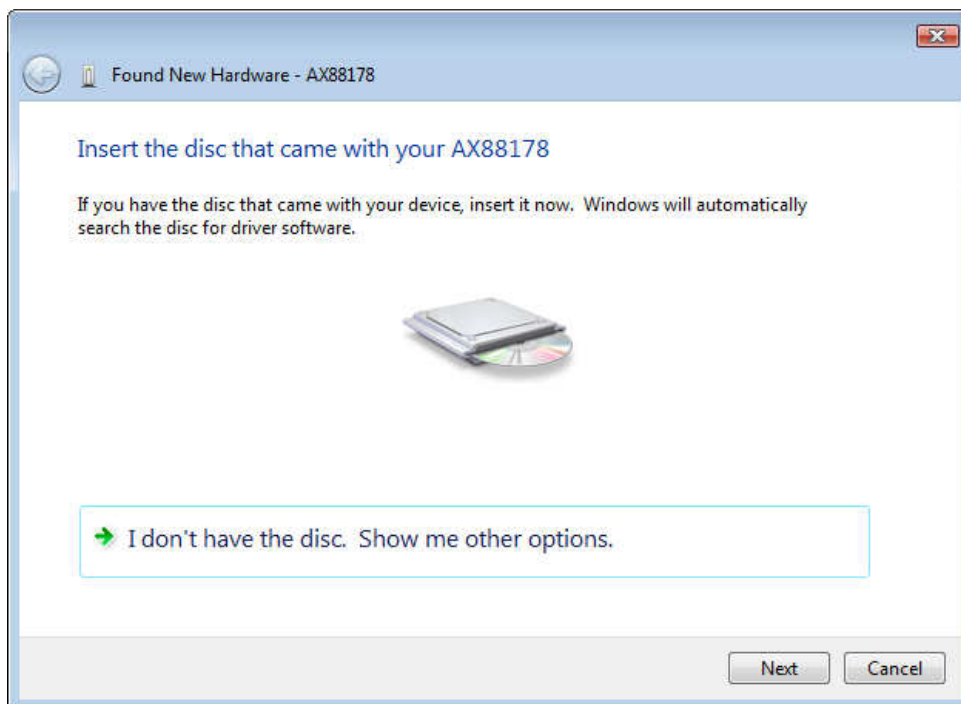 Found New Hardware - AX88178
Insert the disc that came with your AX88178
If you have the disc that came with your device, insert it now.  Windows will automatically
search the disc for driver software.
I don't have the disc.  Show me other options.
Next
Cancel